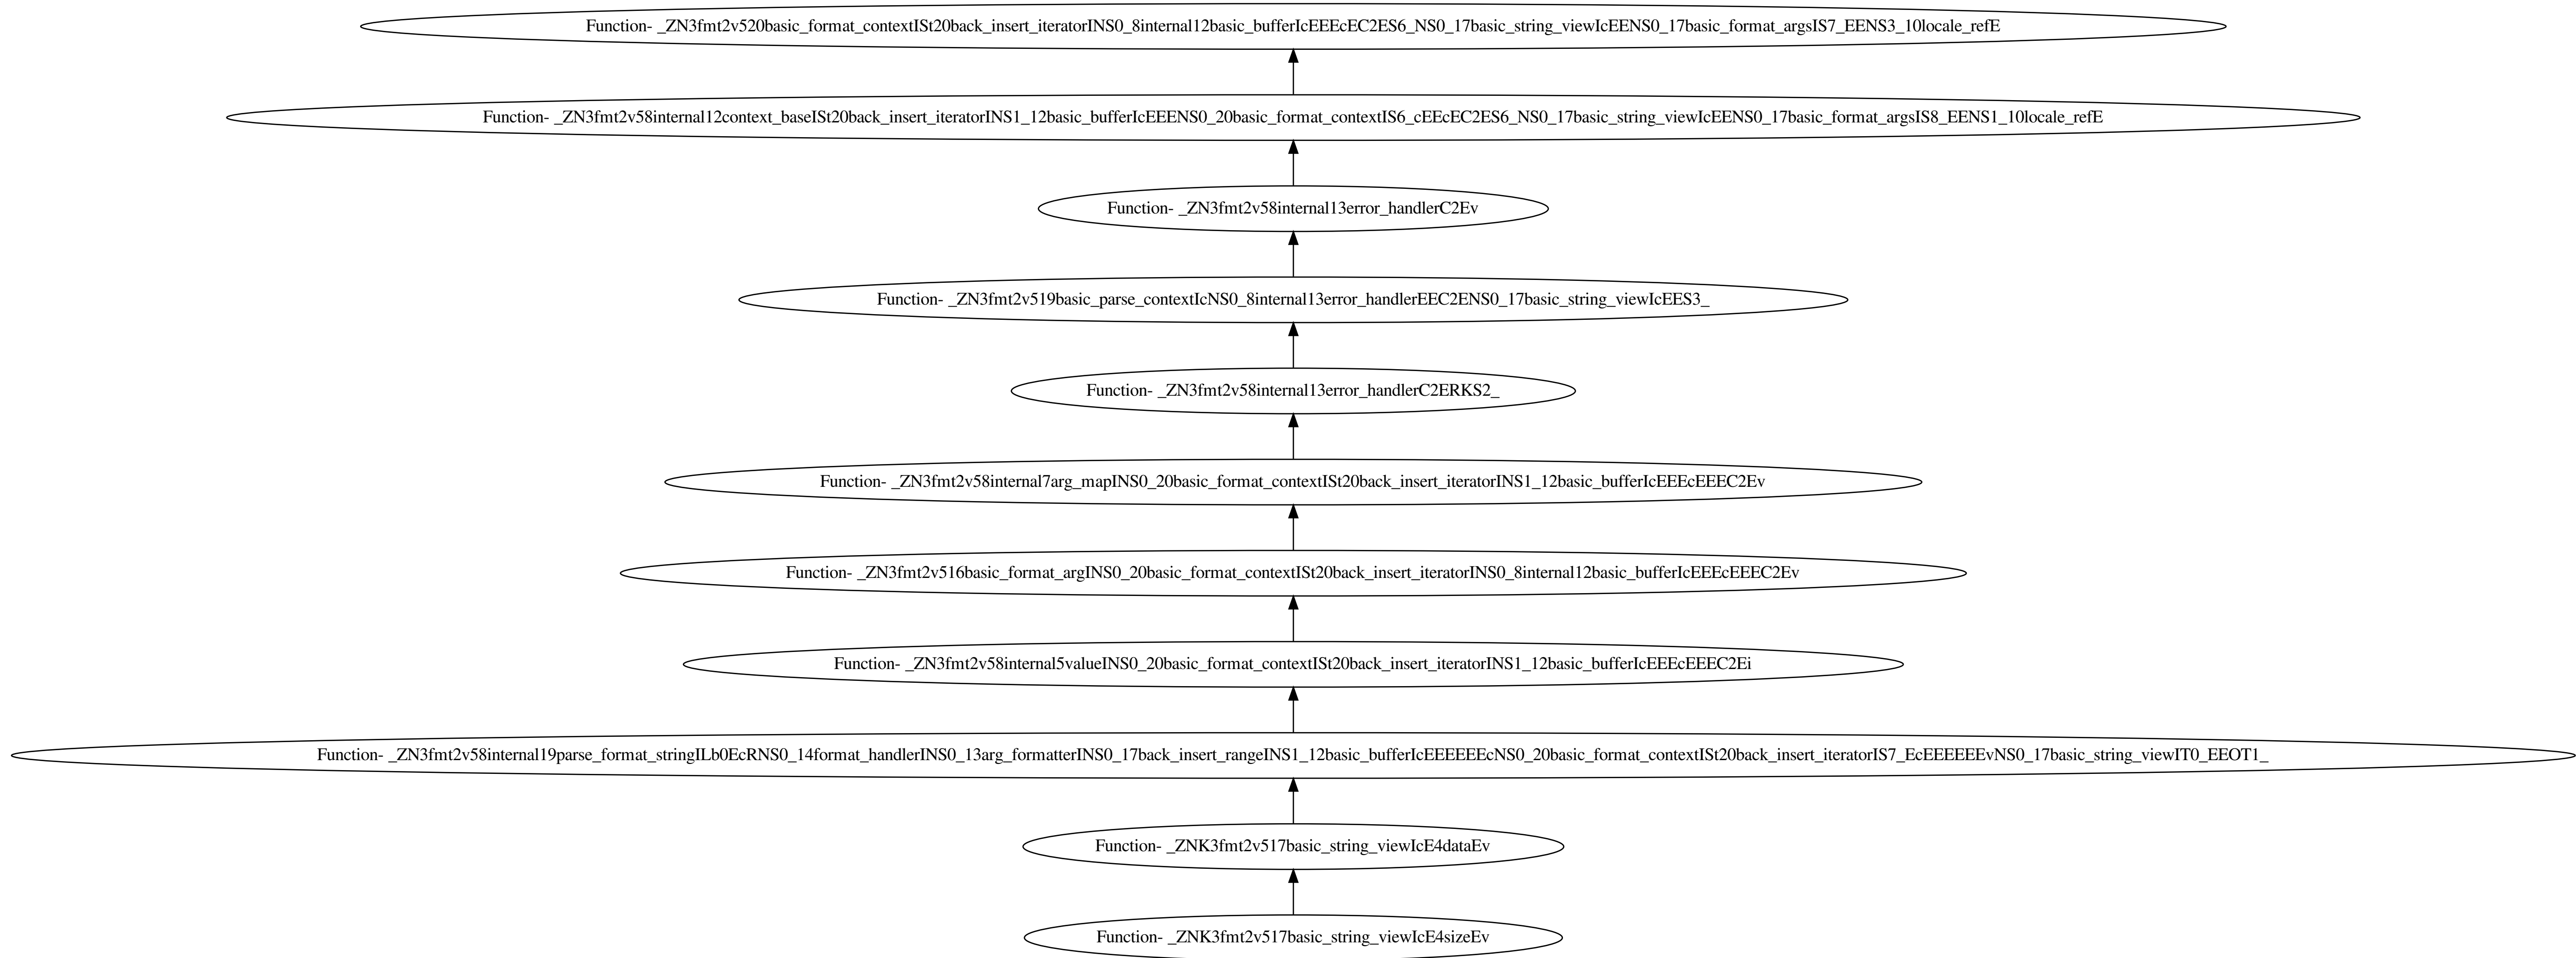 Function- _ZN3fmt2v520basic_format_contextISt20back_insert_iteratorINS0_8internal12basic_bufferIcEEEcEC2ES6_NS0_17basic_string_viewIcEENS0_17basic_format_argsIS7_EENS3_10locale_refE
Function- _ZN3fmt2v58internal12context_baseISt20back_insert_iteratorINS1_12basic_bufferIcEEENS0_20basic_format_contextIS6_cEEcEC2ES6_NS0_17basic_string_viewIcEENS0_17basic_format_argsIS8_EENS1_10locale_refE
Function- _ZN3fmt2v58internal13error_handlerC2Ev
Function- _ZN3fmt2v519basic_parse_contextIcNS0_8internal13error_handlerEEC2ENS0_17basic_string_viewIcEES3_
Function- _ZN3fmt2v58internal13error_handlerC2ERKS2_
Function- _ZN3fmt2v58internal7arg_mapINS0_20basic_format_contextISt20back_insert_iteratorINS1_12basic_bufferIcEEEcEEEC2Ev
Function- _ZN3fmt2v516basic_format_argINS0_20basic_format_contextISt20back_insert_iteratorINS0_8internal12basic_bufferIcEEEcEEEC2Ev
Function- _ZN3fmt2v58internal5valueINS0_20basic_format_contextISt20back_insert_iteratorINS1_12basic_bufferIcEEEcEEEC2Ei
Function- _ZN3fmt2v58internal19parse_format_stringILb0EcRNS0_14format_handlerINS0_13arg_formatterINS0_17back_insert_rangeINS1_12basic_bufferIcEEEEEEcNS0_20basic_format_contextISt20back_insert_iteratorIS7_EcEEEEEEvNS0_17basic_string_viewIT0_EEOT1_
Function- _ZNK3fmt2v517basic_string_viewIcE4dataEv
Function- _ZNK3fmt2v517basic_string_viewIcE4sizeEv